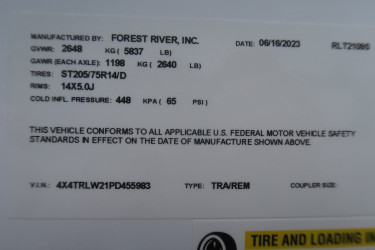 MANUFACTURED BY: FOREST RIVER, INC. DATE: 06/16/2023
GVWR: 2648 KG ( 5837 LB)
GAWR (EACH AXLE): 1198 KG ( 2640 LB)
TIRES: ST205/75R14/D
RIMS: 14X5.0J
COLD INFL. PRESSURE: 448 KPA ( 65 PSI )
THIS VEHICLE CONFORMS TO ALL APPLICABLE U.S. FEDERAL MOTOR VEHICLE SAFETY
STANDARDS IN EFFECT ON THE DATE OF MANUFACTURE SHOWN ABOVE.
V.I.N.: 4X4TRLW21PD455983 TYPE: TRA/REM COUPLER SIZE:
TIRE AND LOADING